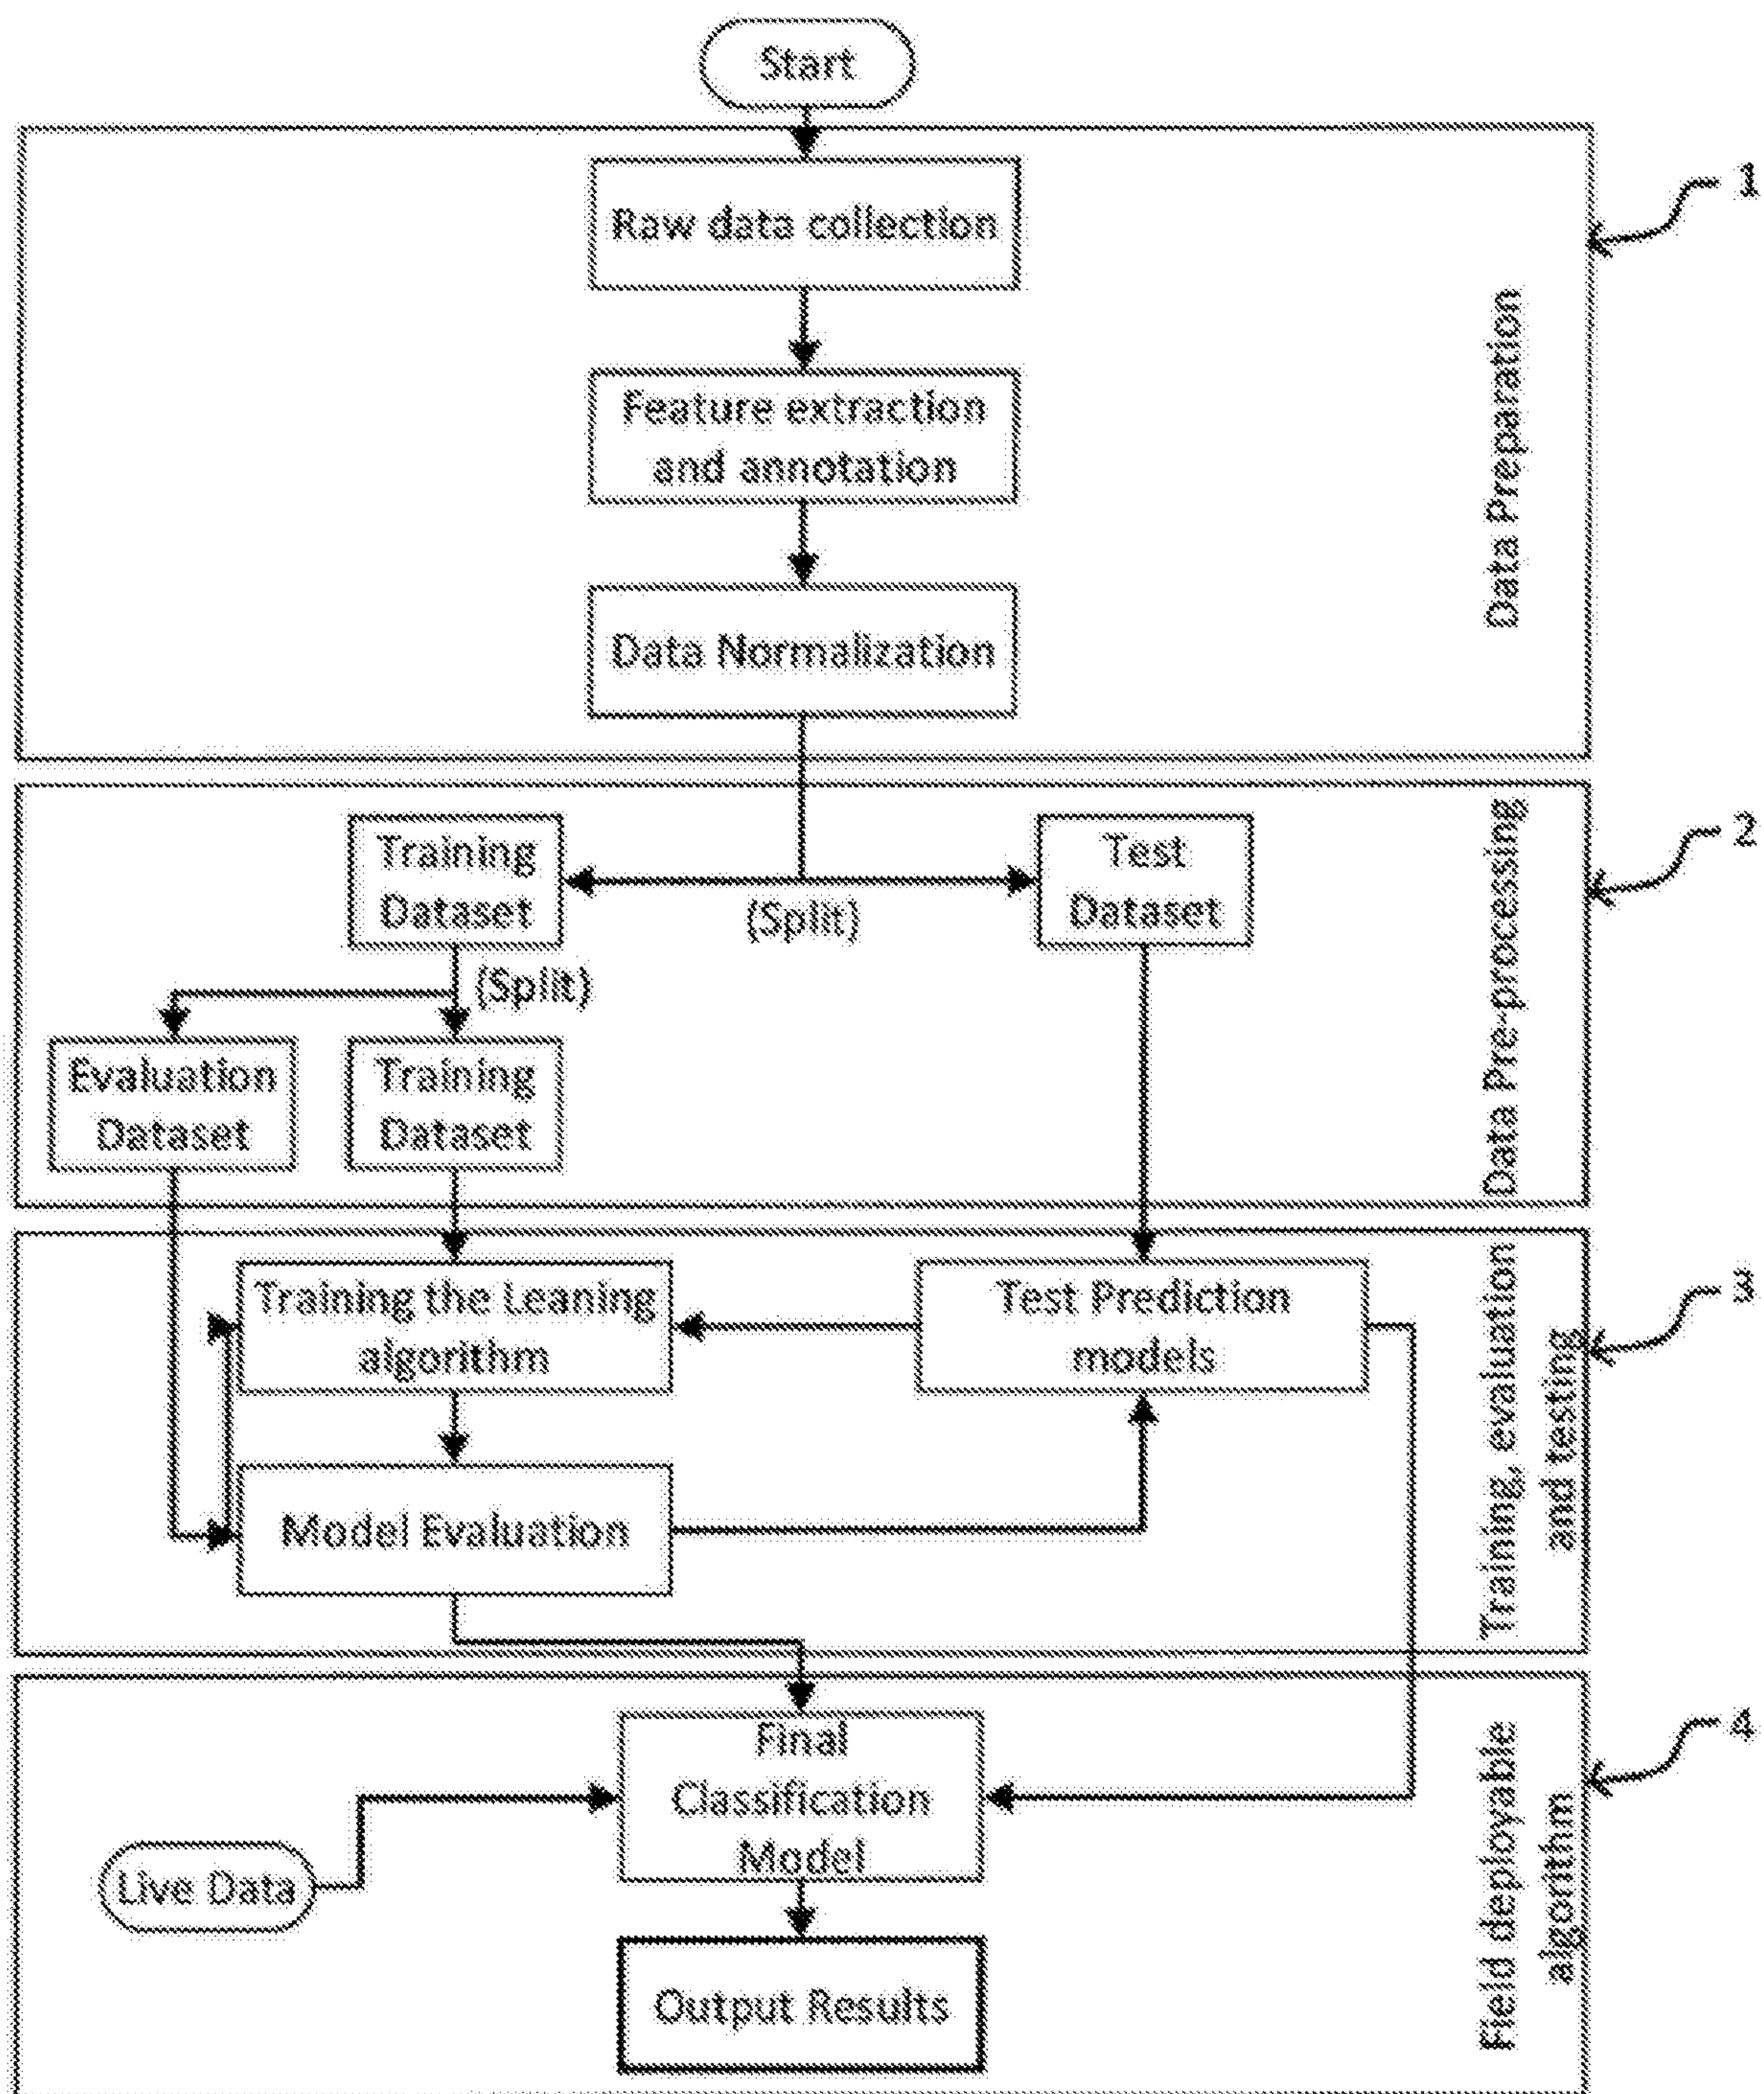 Start
1
Raw data collection
Feature extraction
and annotation
Data Normalization
Data Preparation
2
Training
Dataset
(Split)
Test
Dataset
(Split)
Evaluation
Dataset
Training
Dataset
Data Pre-processing
3
Training the Leaning
algorithm
Test Prediction
models
Model Evaluation
Training, evaluation
and testing
4
Final
Classification
Model
Live Data
Output Results
Field deployable
algorithm